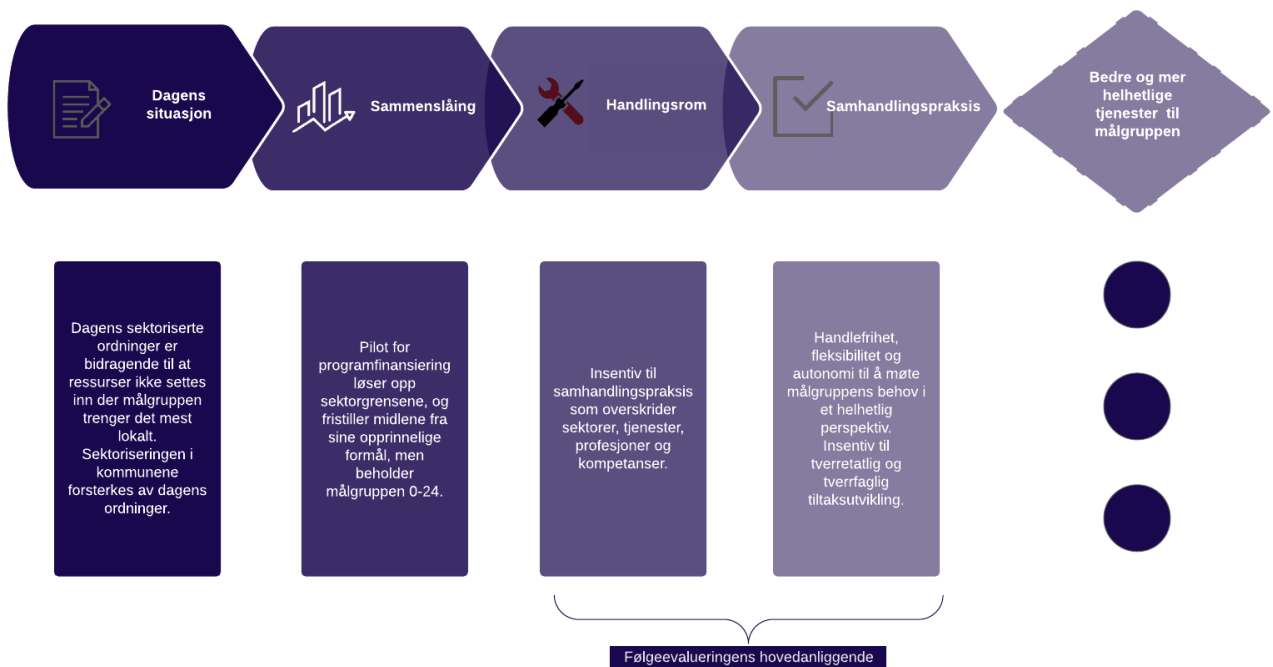 Dagens
situasjon
Sammenslåing
Handlingsrom
Samhandlingspraksis
Bedre og mer
helhetlige
tjenester til
målgruppen
Dagens sektoriserte
ordninger er
bidragende til at
ressurser ikke settes
inn der målgruppen
trenger det mest
lokalt.
Sektoriseringen i
kommunene
forsterkes av dagens
ordninger.
Pilot for
programfinansiering
løser opp
sektorgrensene, og
fristiller midlene fra
sine opprinnelige
formål, men
beholder
målgruppen 0-24.
Insentiv til
samhandlingspraksis
som overskrider
sektorer, tjenester,
profesjoner og
kompetanser.
Handlefrihet,
fleksibilitet og
autonomi til å møte
målgruppens behov i
et helhetlig
perspektiv.
Insentiv til
tverretatlig og
tverrfaglig
tiltaksutvikling.
Følgeevalueringens hovedanliggende